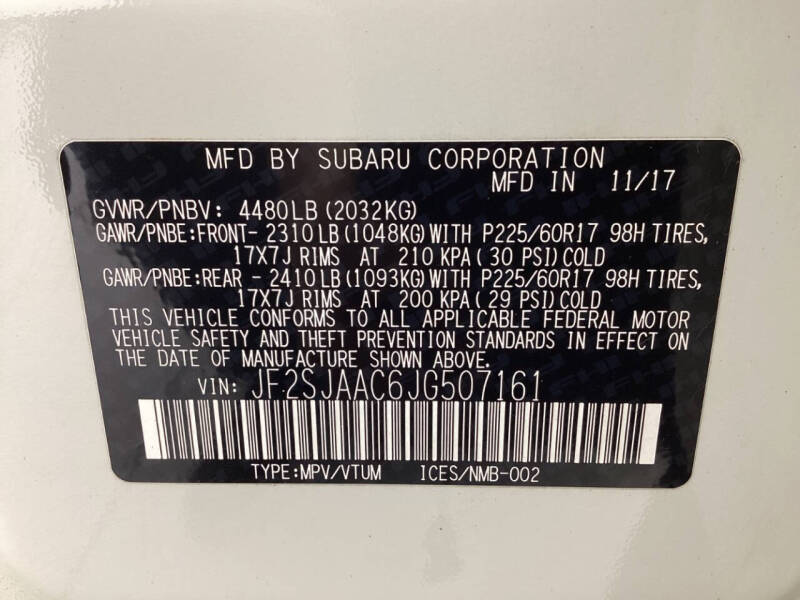 MFD BY SUBARU CORPORATION
MFD IN 11/17
GVWR/PNBV: 4480LB (2032KG)
GAWR/PNBE:FRONT- 2310LB (1048KG) WITH P225/60R17 98H TIRES,
17X7J RIMS AT 210 KPA ( 30 PSI) COLD
GAWR/PNBE:REAR - 2410LB (1093KG) WITH P225/60R17 98H TIRES,
17X7J RIMS AT 200 KPA ( 29 PSI) COLD
THIS VEHICLE CONFORMS TO ALL APPLICABLE FEDERAL MOTOR
VEHICLE SAFETY AND THEFT PREVENTION STANDARDS IN EFFECT ON
THE DATE OF MANUFACTURE SHOWN ABOVE.
VIN: JF2SJAAC6JG507161
TYPE:MPV/VTUM ICES/NMB-002